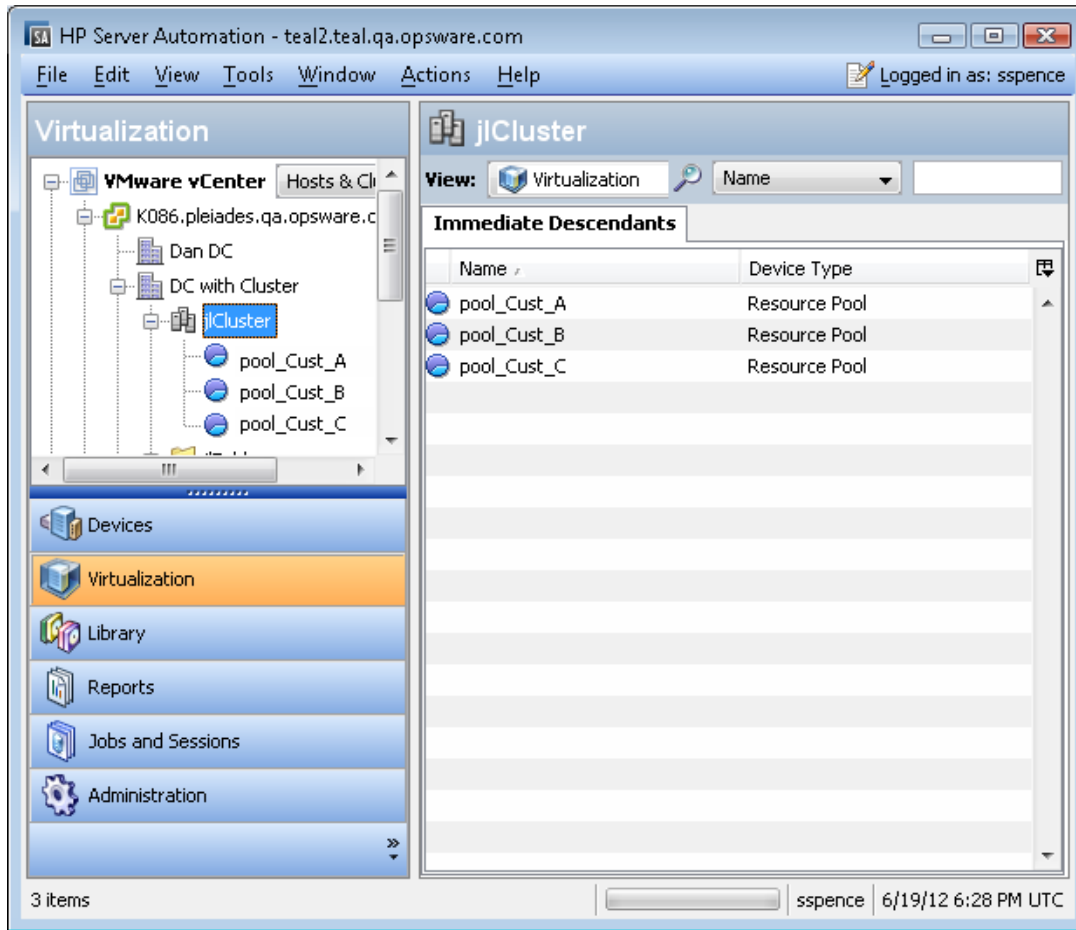 SA HP Server Automation - teal2.teal.qa.opsware.com
File Edit View Tools Window Actions Help Logged in as: sspence
Virtualization
VMware vCenter Hosts & Cl
K086.pleiades.qa.opsware.c
Dan DC
DC with Cluster
jlCluster
pool_Cust_A
pool_Cust_B
pool_Cust_C
Devices
Virtualization
Library
Reports
Jobs and Sessions
Administration
jlCluster
View: Virtualization Name
Immediate Descendants
Name Device Type
pool_Cust_A Resource Pool
pool_Cust_B Resource Pool
pool_Cust_C Resource Pool
3 items sspence 6/19/12 6:28 PM UTC